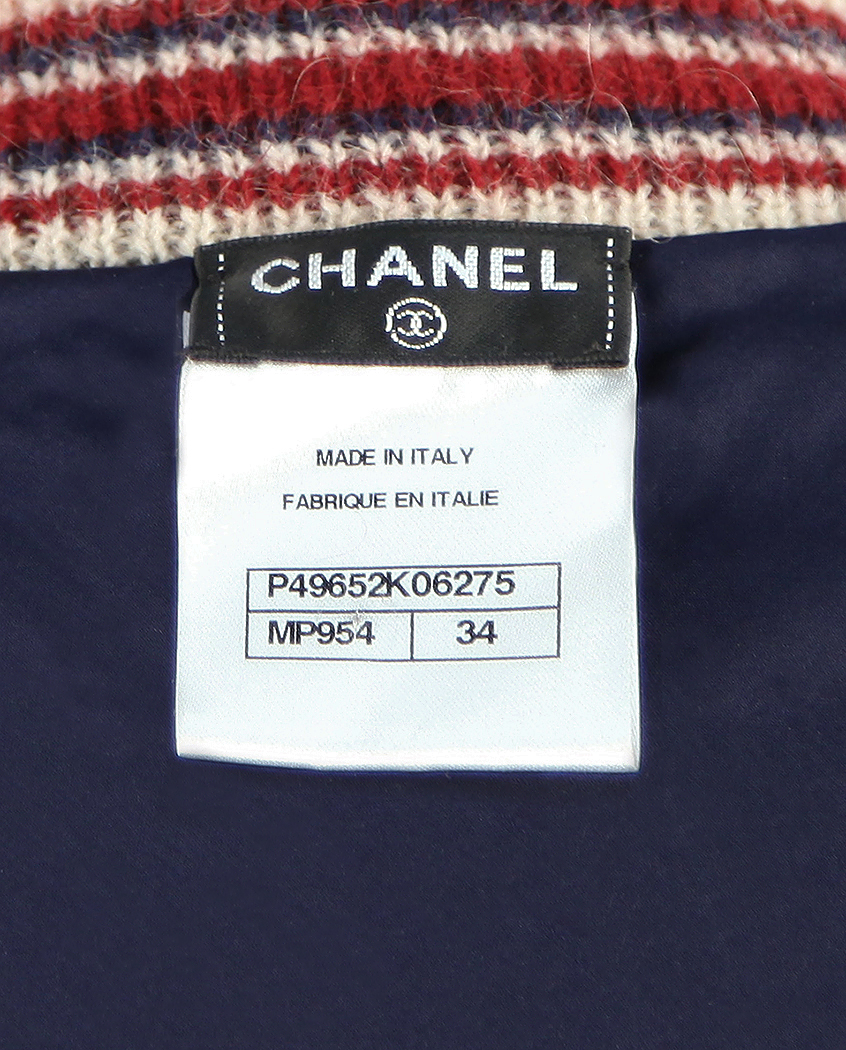 CHANEL
MADE IN ITALY
FABRIQUE EN ITALIE
P49652K06275
MP954 34